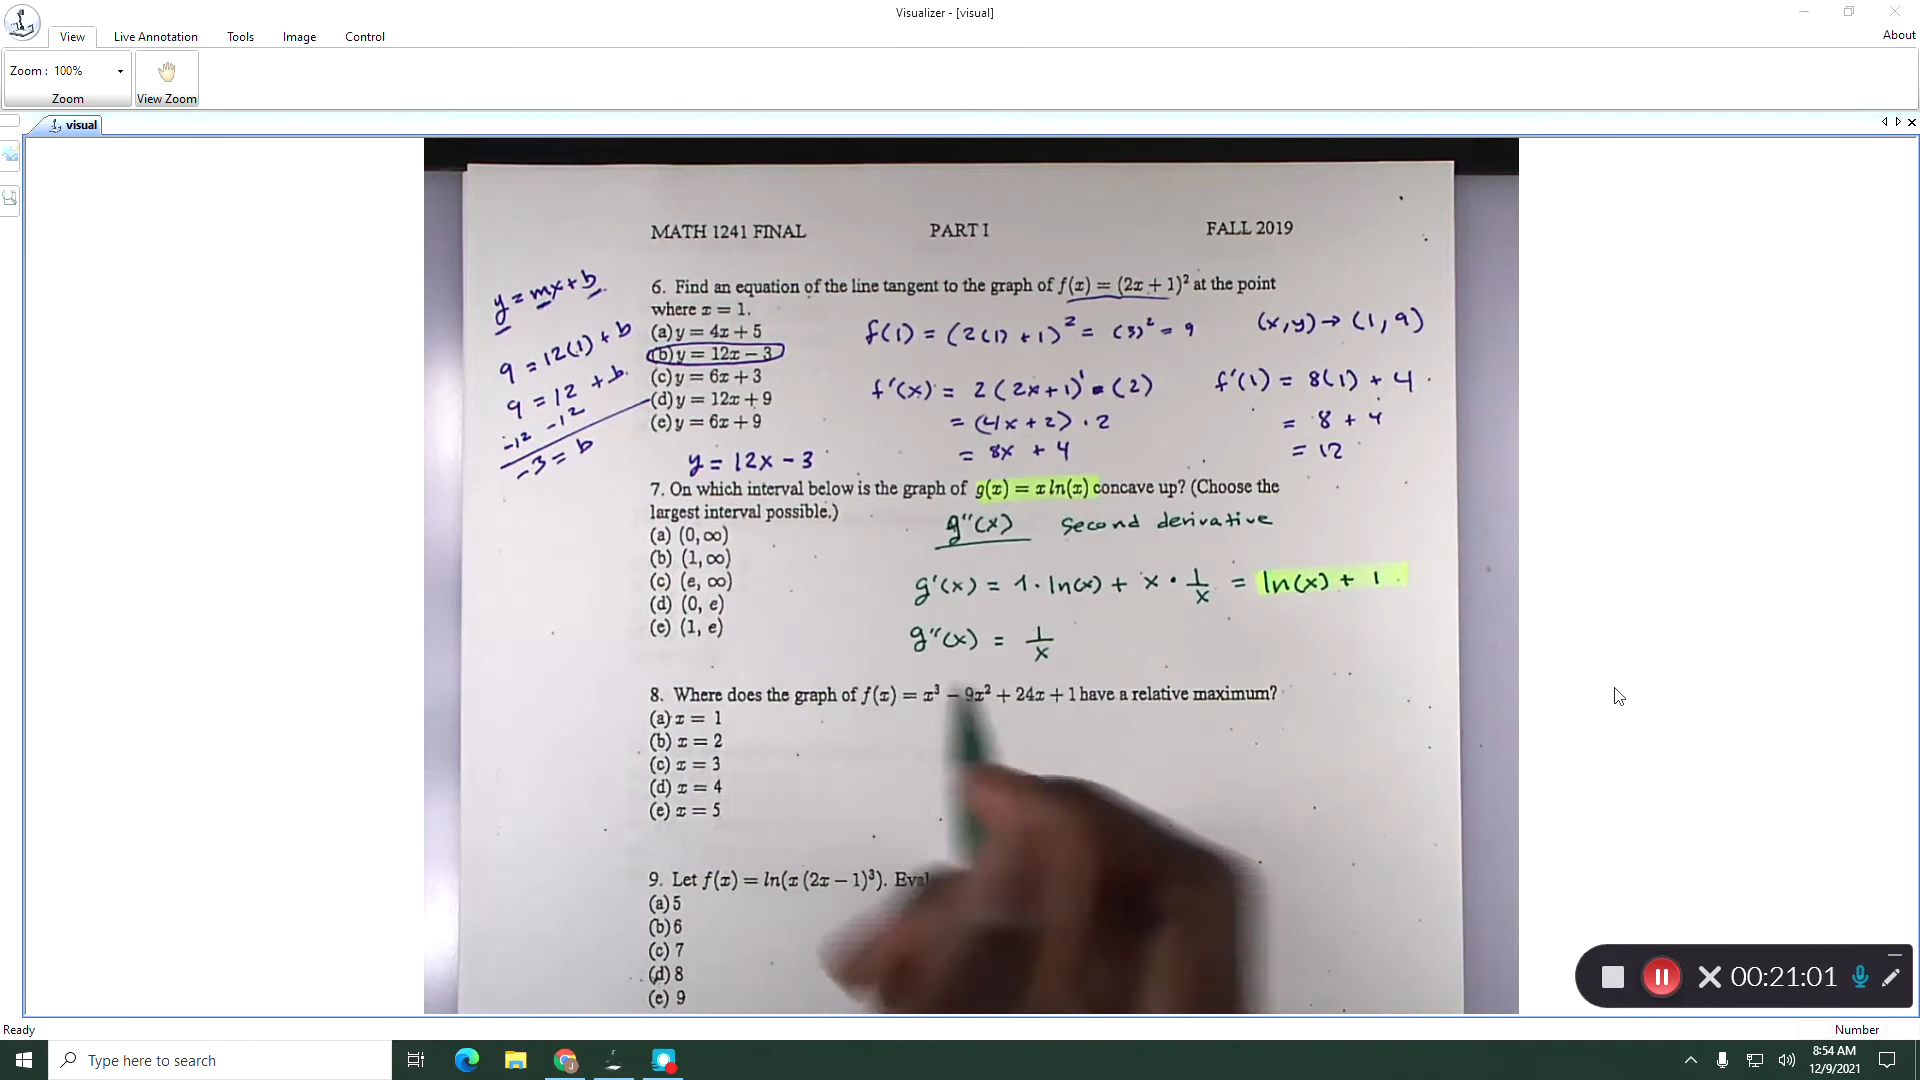 Visualizer - [visual]
View Live Annotation Tools Image Control About
Zoom : 100%
Zoom View Zoom
visual
MATH 1241 FINAL PART I FALL 2019
6. Find an equation of the line tangent to the graph of f(x) = (2x + 1)² at the point
where x = 1.
(a) y = 4x + 5
(b) y = 12x − 3
(c) y = 6x + 3
(d) y = 12x + 9
(e) y = 6x + 9
y = mx + b
9 = 12(1) + b
9 = 12 + b
-12 -12
-3 = b
f(1) = (2(1) + 1)² = (3)² = 9 (x,y) → (1, 9)
f'(x) = 2(2x+1)' • (2) f'(1) = 8(1) + 4
= (4x + 2) · 2 = 8 + 4
= 8x + 4 = 12
y = 12x - 3
7. On which interval below is the graph of g(x) = x ln(x) concave up? (Choose the
largest interval possible.)
(a) (0, ∞)
(b) (1, ∞)
(c) (e, ∞)
(d) (0, e)
(e) (1, e)
g''(x) second derivative
g'(x) = 1 · ln(x) + x · 1/x = ln(x) + 1
g''(x) = 1/x
8. Where does the graph of f(x) = x³ − 9x² + 24x + 1 have a relative maximum?
(a) x = 1
(b) x = 2
(c) x = 3
(d) x = 4
(e) x = 5
9. Let f(x) = ln(x (2x − 1)³).
(a) 5
(b) 6
(c) 7
(d) 8
(e) 9
00:21:01
Ready Number
Type here to search
8:54 AM
12/9/2021